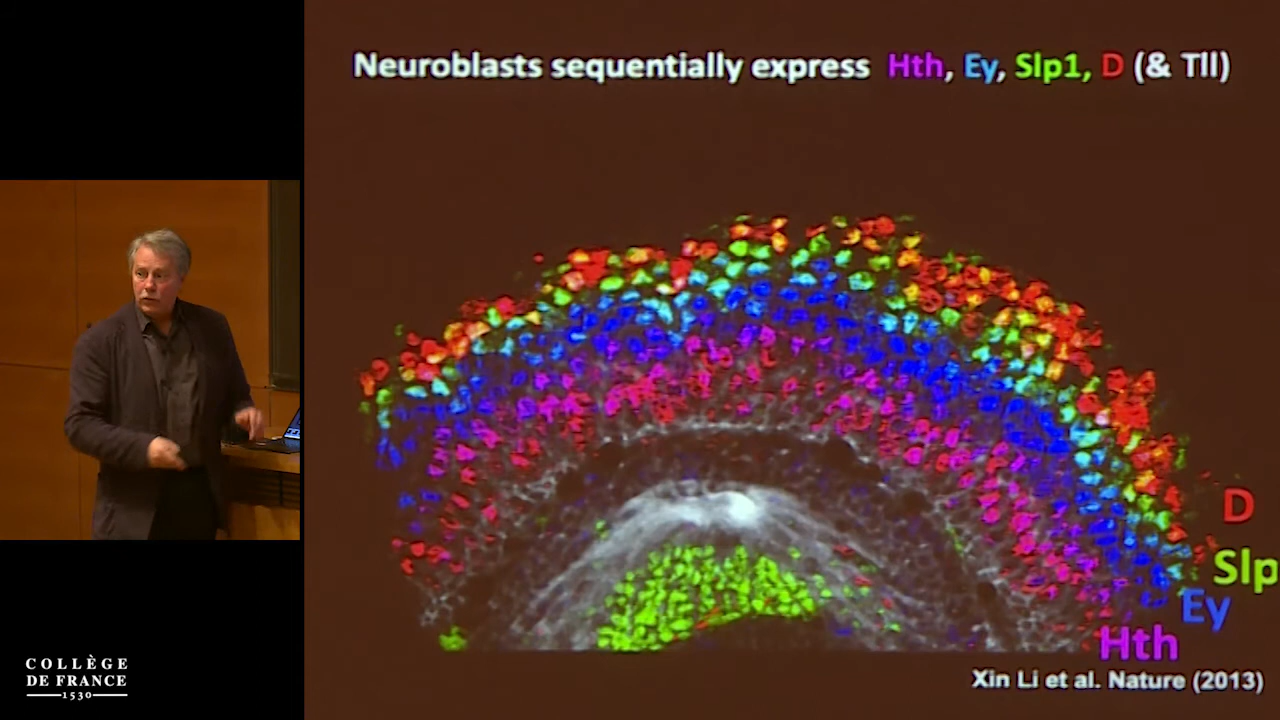 Neuroblasts sequentially express Hth, Ey, Slp1, D (& Tll)
D
Slp
Ey
Hth
Xin Li et al. Nature (2013)
COLLÈGE
DE FRANCE
1530